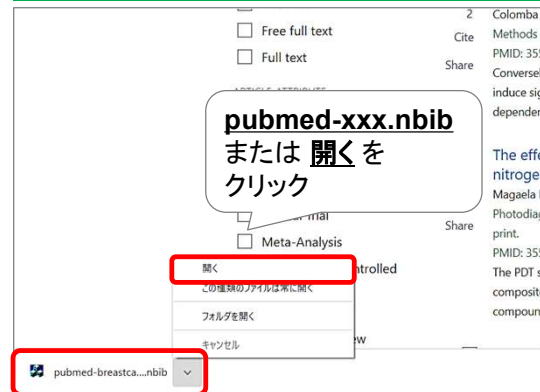 Free full text
Full text
2
Cite
Share
Colomba
Methods
PMID: 35
Conversel
induce sig
depender
pubmed-xxx.nbib
または 開く を
クリック
The effe
nitroge
Magaela
Photodiag
print.
PMID: 35
The PDT s
composit
compoun
Share
Meta-Analysis
ntrolled
開く
この種類のファイルは常に開く
フォルダを開く
キャンセル
ew
pubmed-breastca....nbib